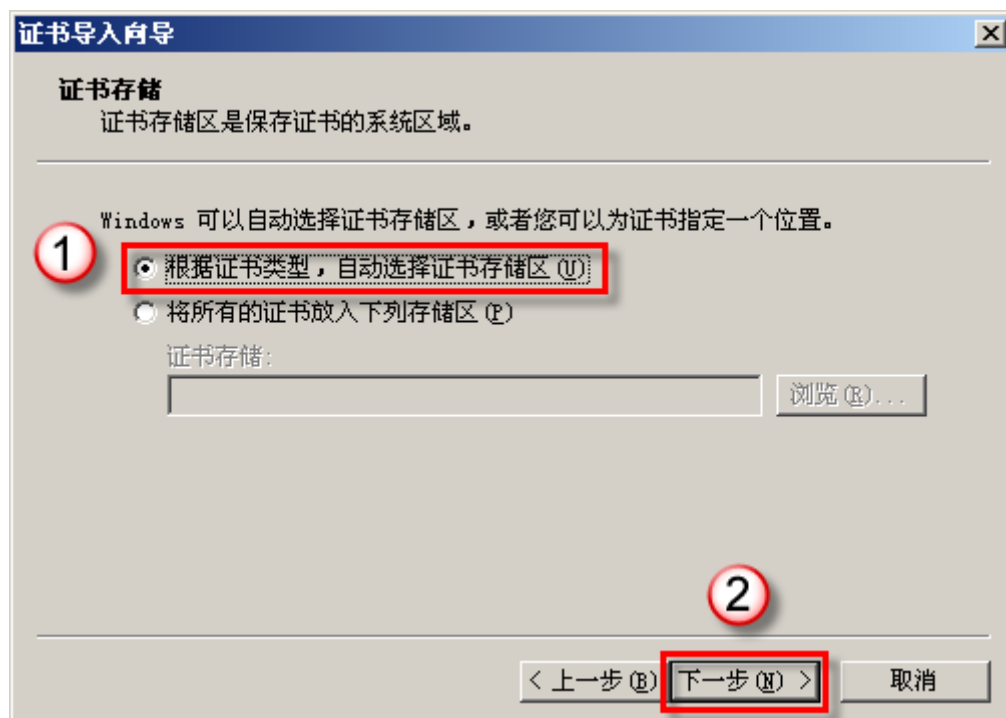 证书导入向导
证书存储
证书存储区是保存证书的系统区域。
Windows 可以自动选择证书存储区，或者您可以为证书指定一个位置。
1
根据证书类型，自动选择证书存储区(U)
将所有的证书放入下列存储区(P)
证书存储:
浏览(R)...
2
< 上一步(B) 下一步(N) > 取消